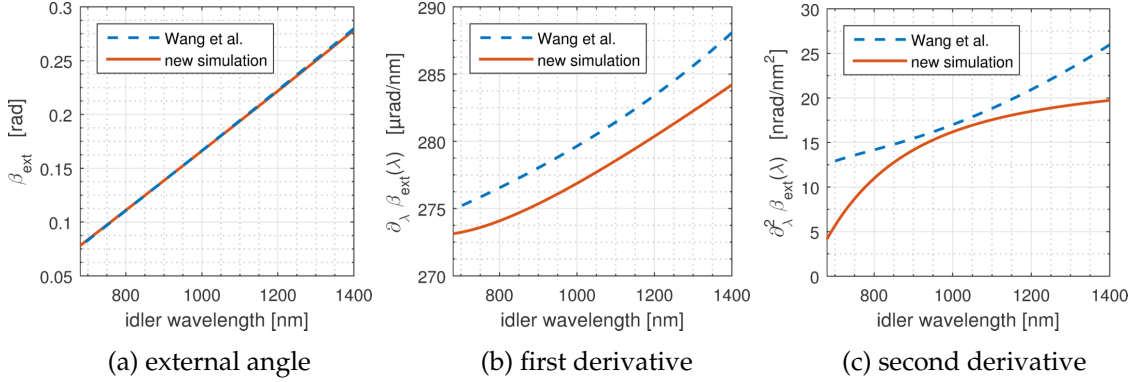 0.3
0.25
0.2
0.15
0.1
0.05
β_ext [rad]
Wang et al.
new simulation
800 1000 1200 1400
idler wavelength [nm]
(a) external angle
290
285
280
275
270
∂_λ β_ext(λ) [µrad/nm]
Wang et al.
new simulation
800 1000 1200 1400
idler wavelength [nm]
(b) first derivative
30
25
20
15
10
5
0
∂_λ^2 β_ext(λ) [nrad/nm²]
Wang et al.
new simulation
800 1000 1200 1400
idler wavelength [nm]
(c) second derivative